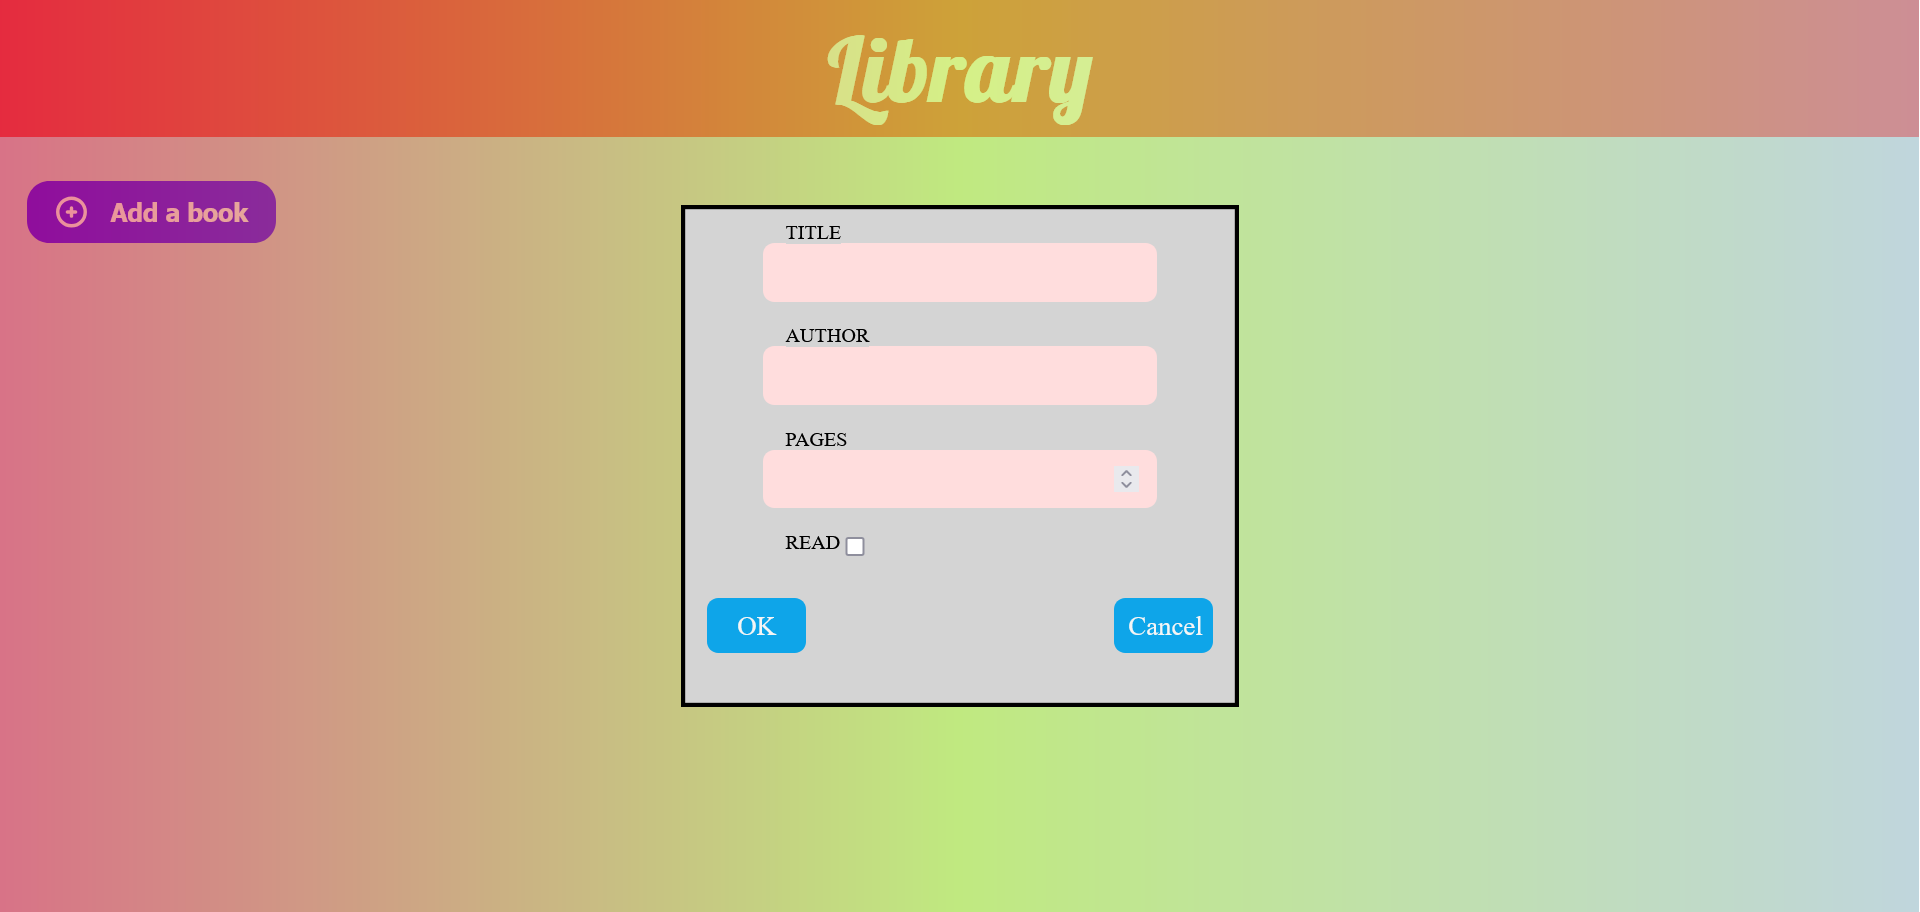 Library
Add a book
TITLE
AUTHOR
PAGES
READ
OK Cancel